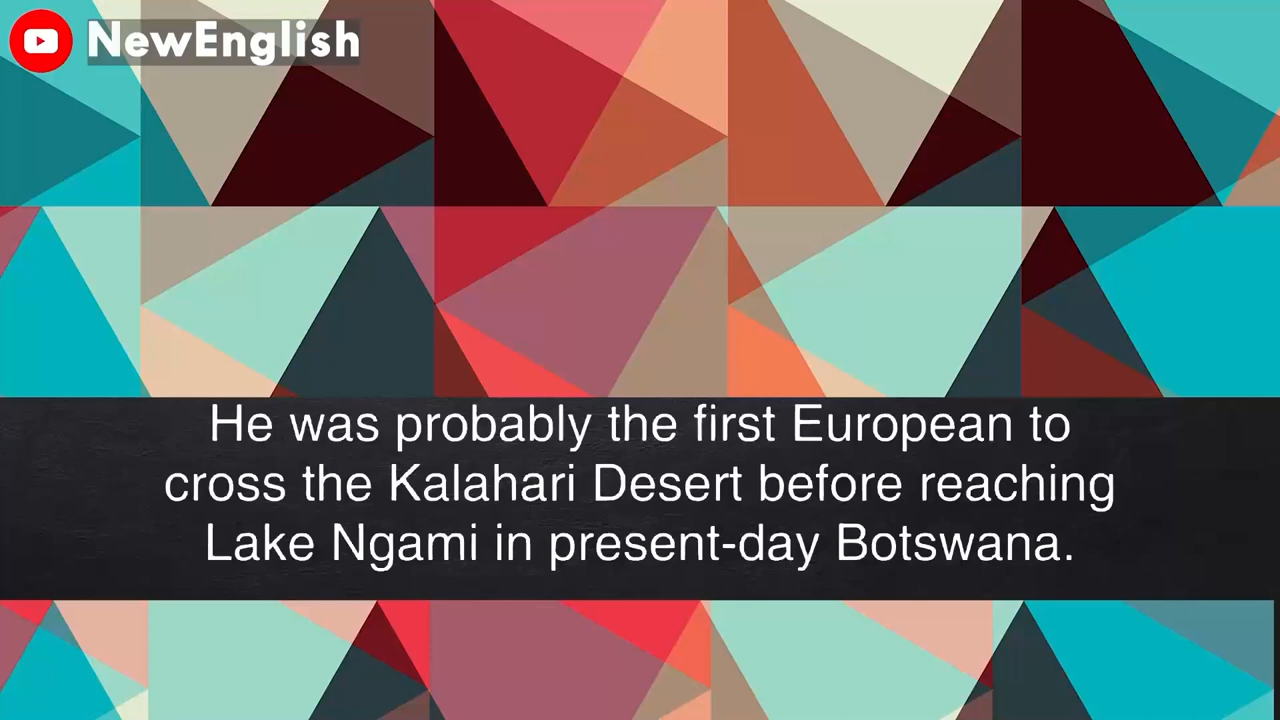 NewEnglish
He was probably the first European to
cross the Kalahari Desert before reaching
Lake Ngami in present-day Botswana.